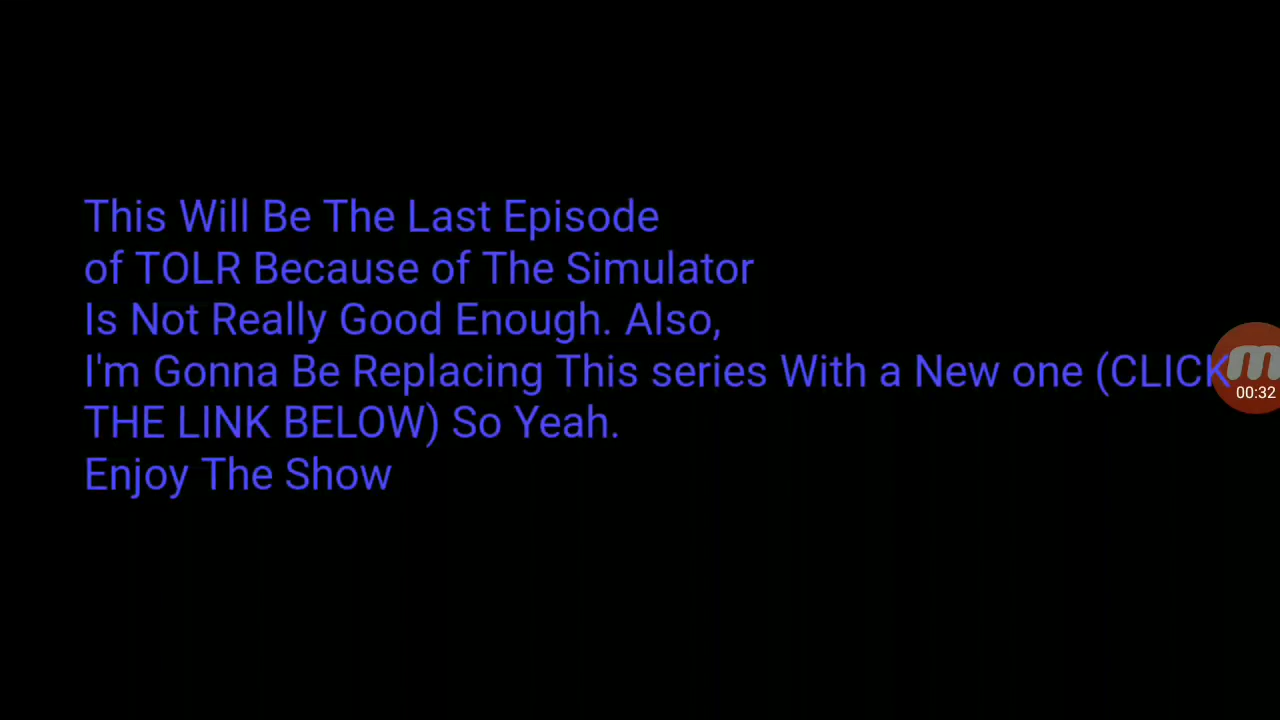 This Will Be The Last Episode
of TOLR Because of The Simulator
Is Not Really Good Enough. Also,
I'm Gonna Be Replacing This series With a New one (CLICK
THE LINK BELOW) So Yeah.
Enjoy The Show
m
00:32